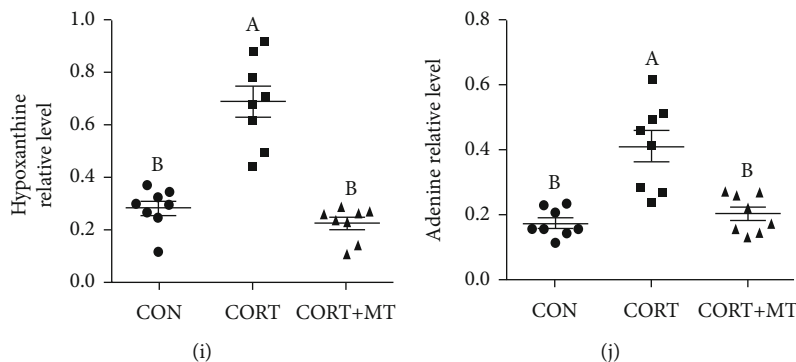 Hypoxanthine
relative level
1.0
0.8
0.6
0.4
0.2
0.0
B
A
B
CON
CORT
CORT+MT
(i)
Adenine relative level
0.8
0.6
0.4
0.2
0.0
B
A
B
CON
CORT
CORT+MT
(j)